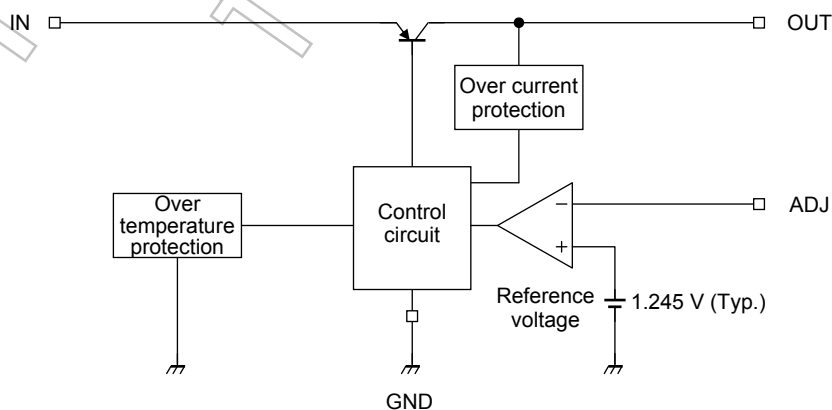 IN
OUT
Over current
protection
Over
temperature
protection
Control
circuit
−
+
ADJ
Reference
voltage
1.245 V (Typ.)
GND